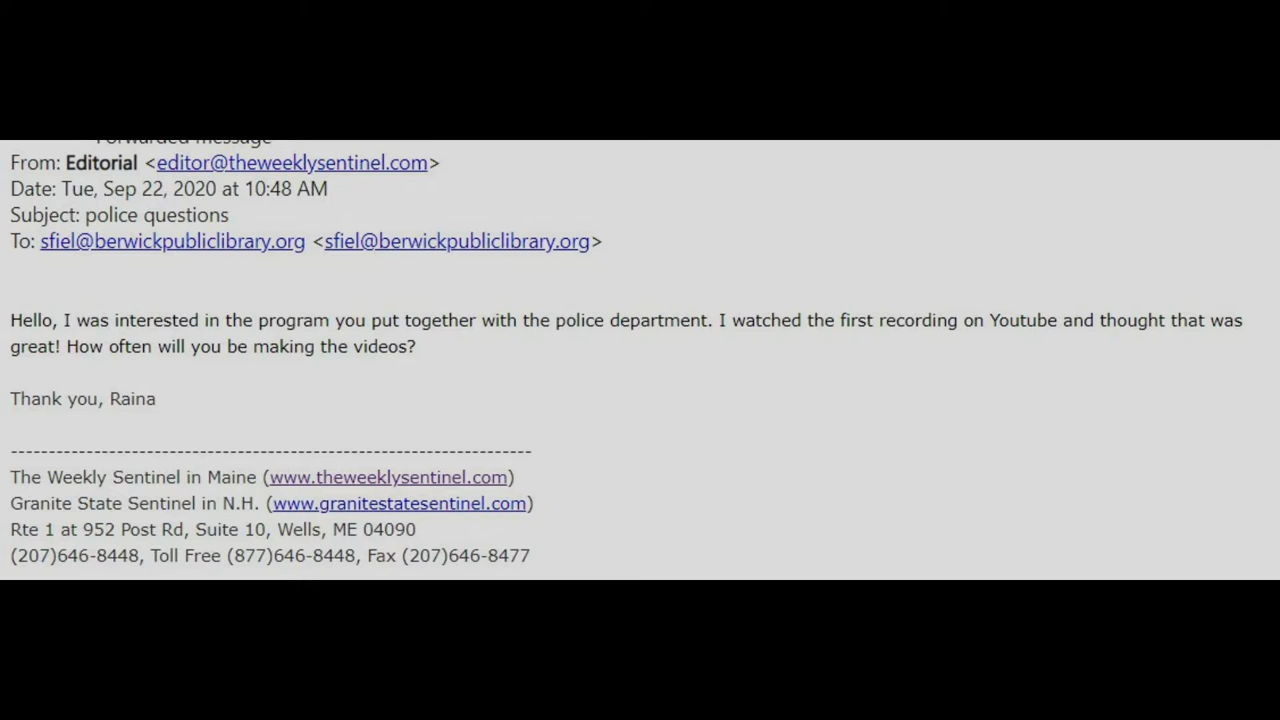 Forwarded message
From: Editorial <editor@theweeklysentinel.com>
Date: Tue, Sep 22, 2020 at 10:48 AM
Subject: police questions
To: sfiel@berwickpubliclibrary.org <sfiel@berwickpubliclibrary.org>
Hello, I was interested in the program you put together with the police department. I watched the first recording on Youtube and thought that was
great! How often will you be making the videos?
Thank you, Raina
---------------------------------------------------------------------
The Weekly Sentinel in Maine (www.theweeklysentinel.com)
Granite State Sentinel in N.H. (www.granitestatesentinel.com)
Rte 1 at 952 Post Rd, Suite 10, Wells, ME 04090
(207)646-8448, Toll Free (877)646-8448, Fax (207)646-8477